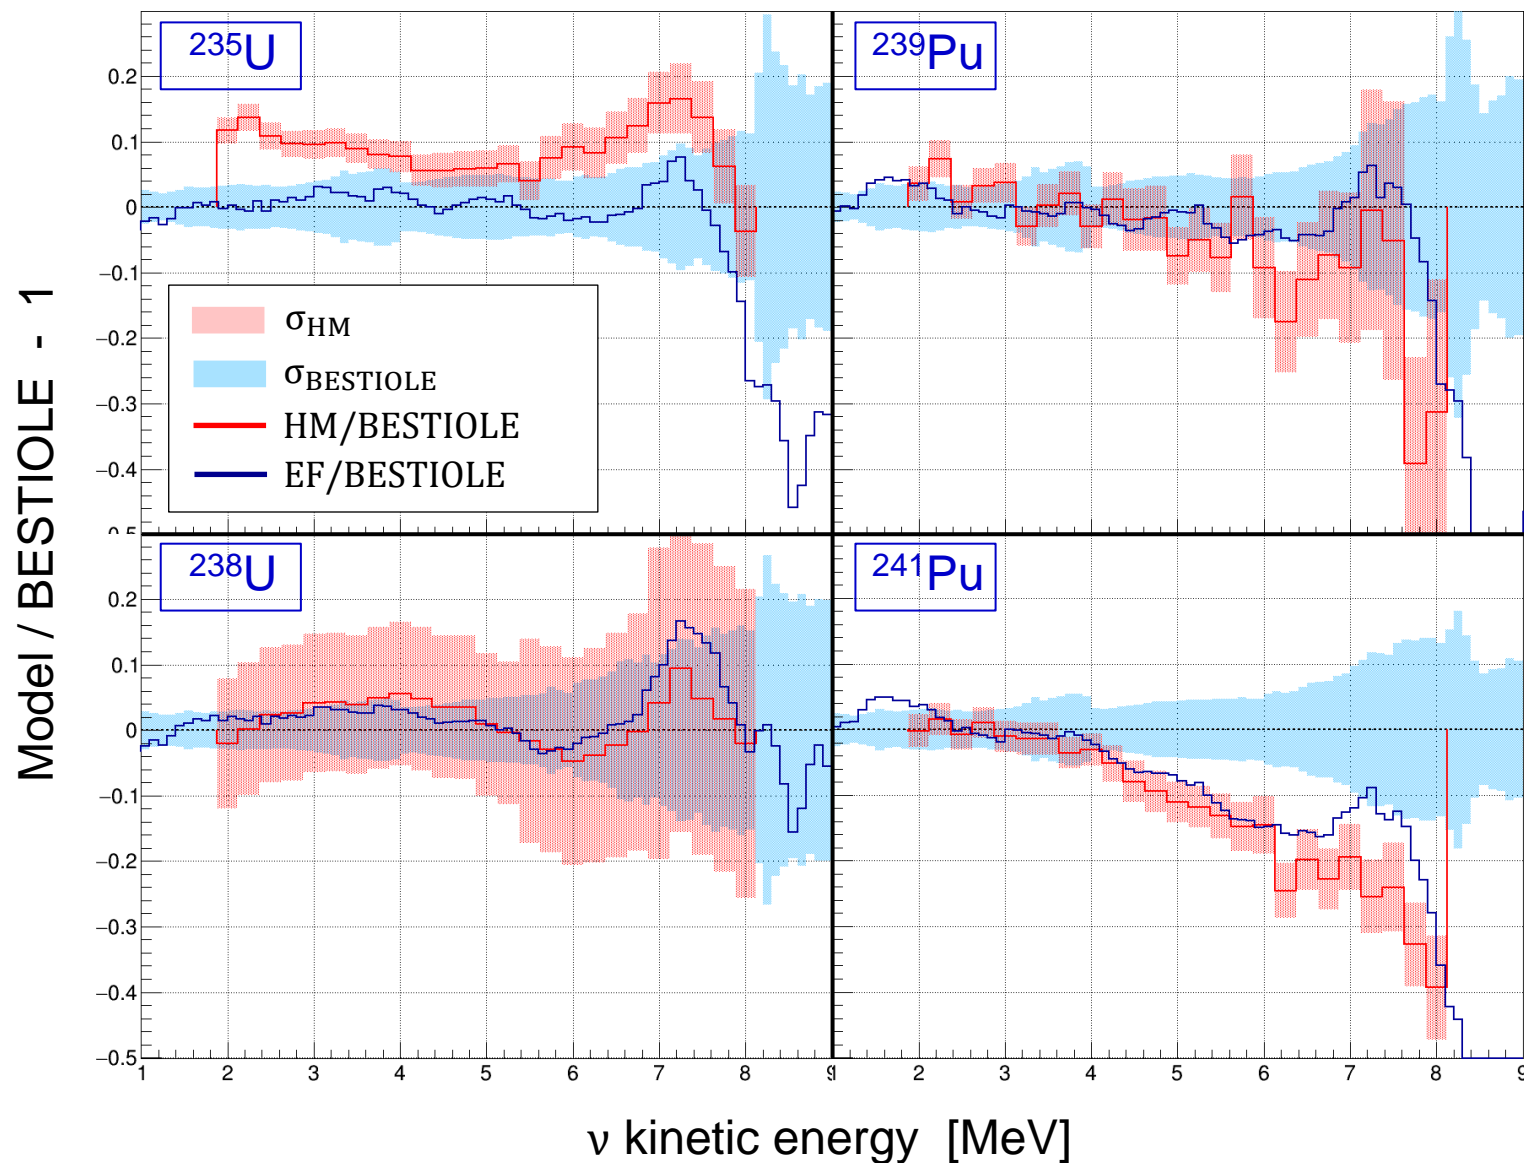 Model / BESTIOLE - 1
²³⁵U
0.2
0.1
0
−0.1
−0.2
−0.3
−0.4
σHM
σBESTIOLE
HM/BESTIOLE
EF/BESTIOLE
²³⁹Pu
²³⁸U
0.2
0.1
0
−0.1
−0.2
−0.3
−0.4
−0.5
²⁴¹Pu
1 2 3 4 5 6 7 8 2 3 4 5 6 7 8 9
ν kinetic energy [MeV]